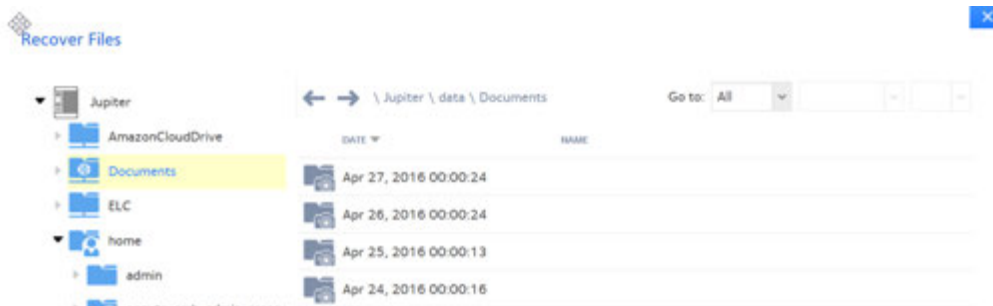 Recover Files
Jupiter
AmazonCloudDrive
Documents
ELC
home
admin
\ Jupiter \ data \ Documents
Go to: All
DATE NAME
Apr 27, 2016 00:00:24
Apr 26, 2016 00:00:24
Apr 25, 2016 00:00:13
Apr 24, 2016 00:00:16